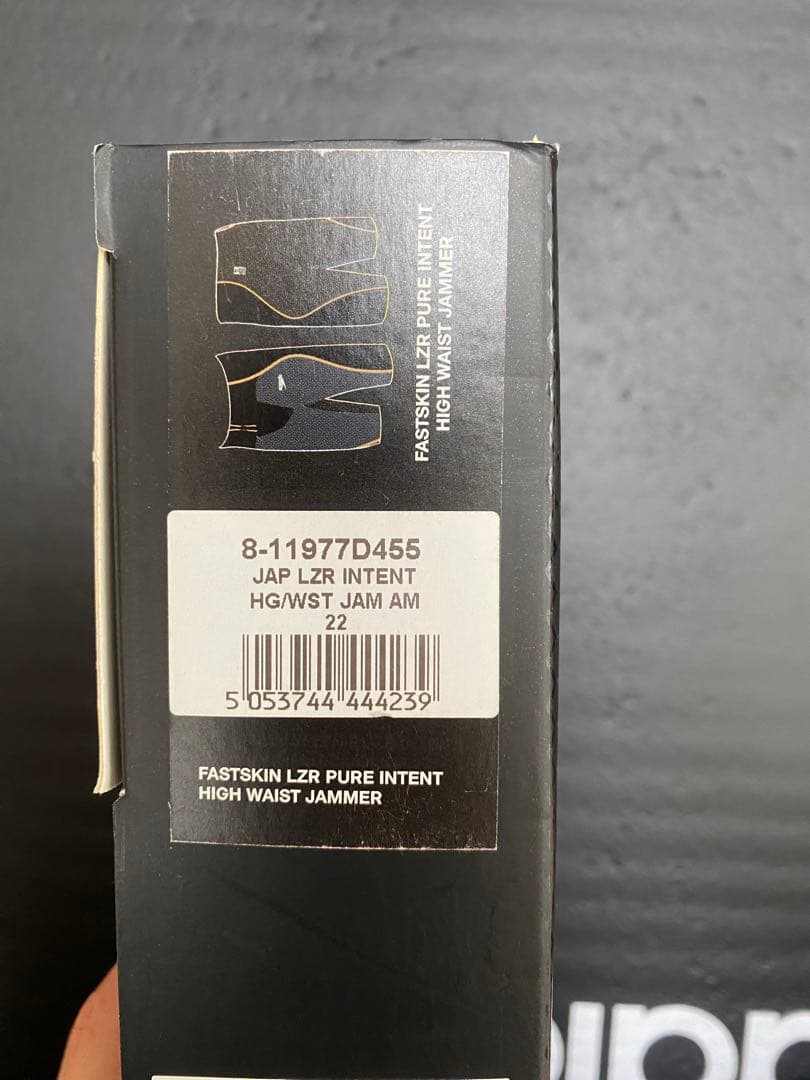 FASTSKIN LZR PURE INTENT
HIGH WAIST JAMMER
8-11977D455
JAP LZR INTENT
HG/WST JAM AM
22
5 053744 444239
FASTSKIN LZR PURE INTENT
HIGH WAIST JAMMER